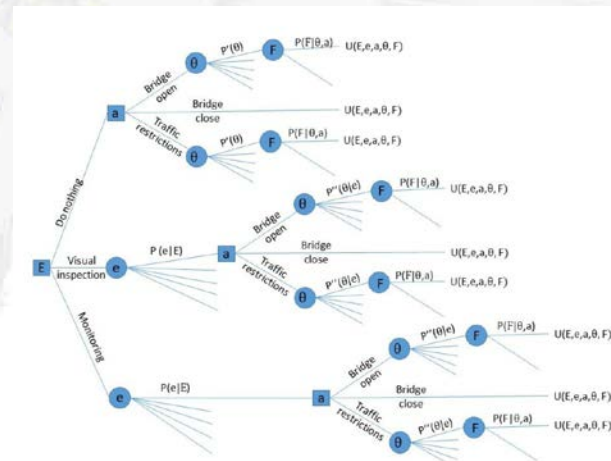 P'(θ)
P(F|θ,a)
U(E,e,a,θ,F)
θ
F
Bridge
open
a
Bridge
close
U(E,e,a,θ,F)
Traffic
restrictions
P'(θ)
P(F|θ,a)
U(E,e,a,θ,F)
θ
F
Do nothing
P''(θ|e)
P(F|θ,a)
U(E,e,a,θ,F)
θ
F
Bridge
open
E
Visual
inspection
e
P (e|E)
a
Bridge
close
U(E,e,a,θ,F)
Traffic
restrictions
P''(θ|e)
P(F|θ,a)
U(E,e,a,θ,F)
θ
F
Monitoring
P''(θ|e)
P(F|θ,a)
U(E,e,a,θ,F)
θ
F
Bridge
open
e
P(e|E)
a
Bridge
close
U(E,e,a,θ,F)
Traffic
restrictions
P''(θ|e)
P(F|θ,a)
U(E,e,a,θ,F)
θ
F